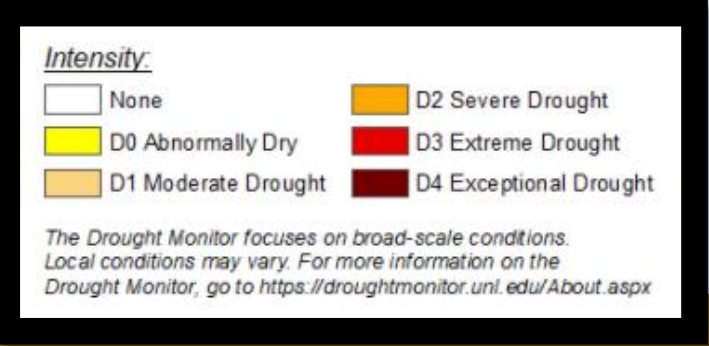 Intensity:
None
D0 Abnormally Dry
D1 Moderate Drought
D2 Severe Drought
D3 Extreme Drought
D4 Exceptional Drought
The Drought Monitor focuses on broad-scale conditions.
Local conditions may vary. For more information on the
Drought Monitor, go to https://droughtmonitor.unl.edu/About.aspx